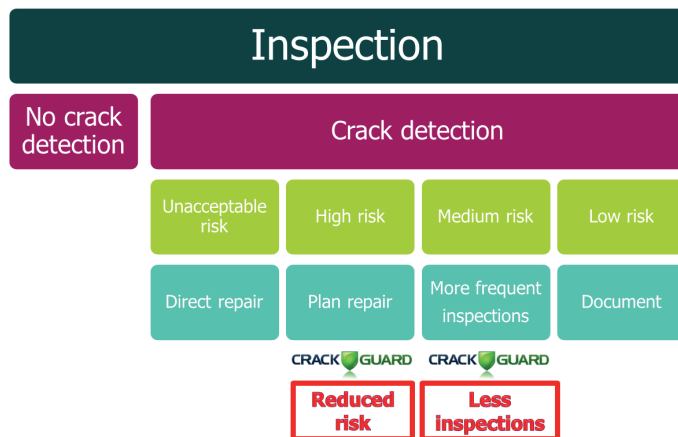 Inspection
No crack
detection
Crack detection
Unacceptable
risk
High risk
Medium risk
Low risk
Direct repair
Plan repair
More frequent
inspections
Document
CRACK GUARD
CRACK GUARD
Reduced
risk
Less
inspections